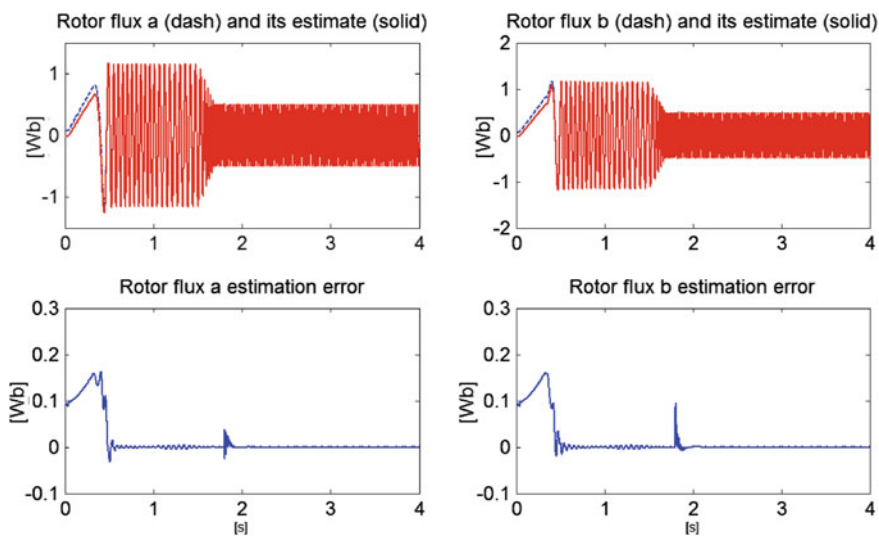 Rotor flux a (dash) and its estimate (solid)
[Wb]
1
0
-1
0 1 2 3 4
Rotor flux b (dash) and its estimate (solid)
[Wb]
2
1
0
-1
-2
0 1 2 3 4
Rotor flux a estimation error
[Wb]
0.3
0.2
0.1
0
-0.1
0 1 2 3 4
[s]
Rotor flux b estimation error
[Wb]
0.3
0.2
0.1
0
-0.1
0 1 2 3 4
[s]